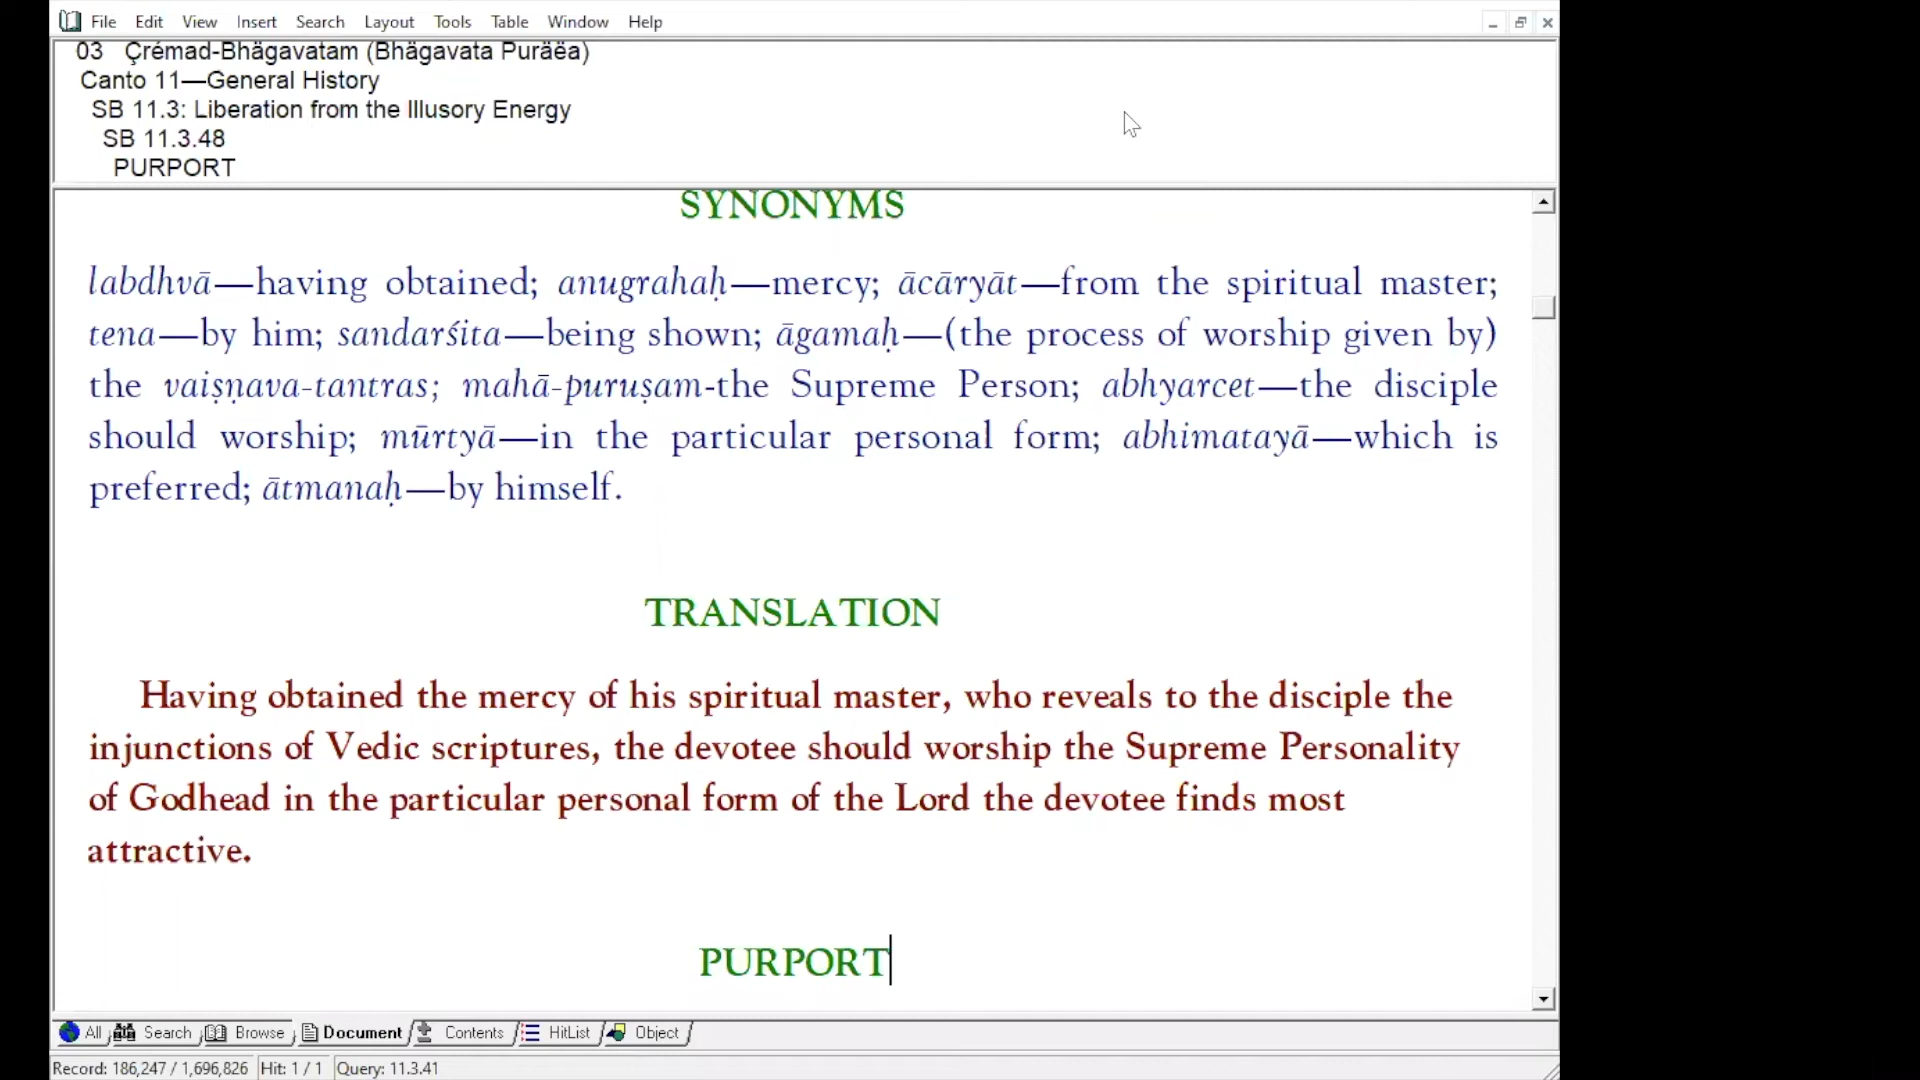 File Edit View Insert Search Layout Tools Table Window Help
03 Çrémad-Bhägavatam (Bhägavata Puräëa)
Canto 11—General History
SB 11.3: Liberation from the Illusory Energy
SB 11.3.48
PURPORT
SYNONYMS
labdhvā—having obtained; anugrahaḥ—mercy; ācāryāt—from the spiritual master;
tena—by him; sandarśita—being shown; āgamaḥ—(the process of worship given by)
the vaiṣṇava-tantras; mahā-puruṣam-the Supreme Person; abhyarcet—the disciple
should worship; mūrtyā—in the particular personal form; abhimatayā—which is
preferred; ātmanaḥ—by himself.
TRANSLATION
Having obtained the mercy of his spiritual master, who reveals to the disciple the
injunctions of Vedic scriptures, the devotee should worship the Supreme Personality
of Godhead in the particular personal form of the Lord the devotee finds most
attractive.
PURPORT
All Search Browse Document Contents HitList Object
Record: 186,247 / 1,696,826 Hit: 1 / 1 Query: 11.3.41